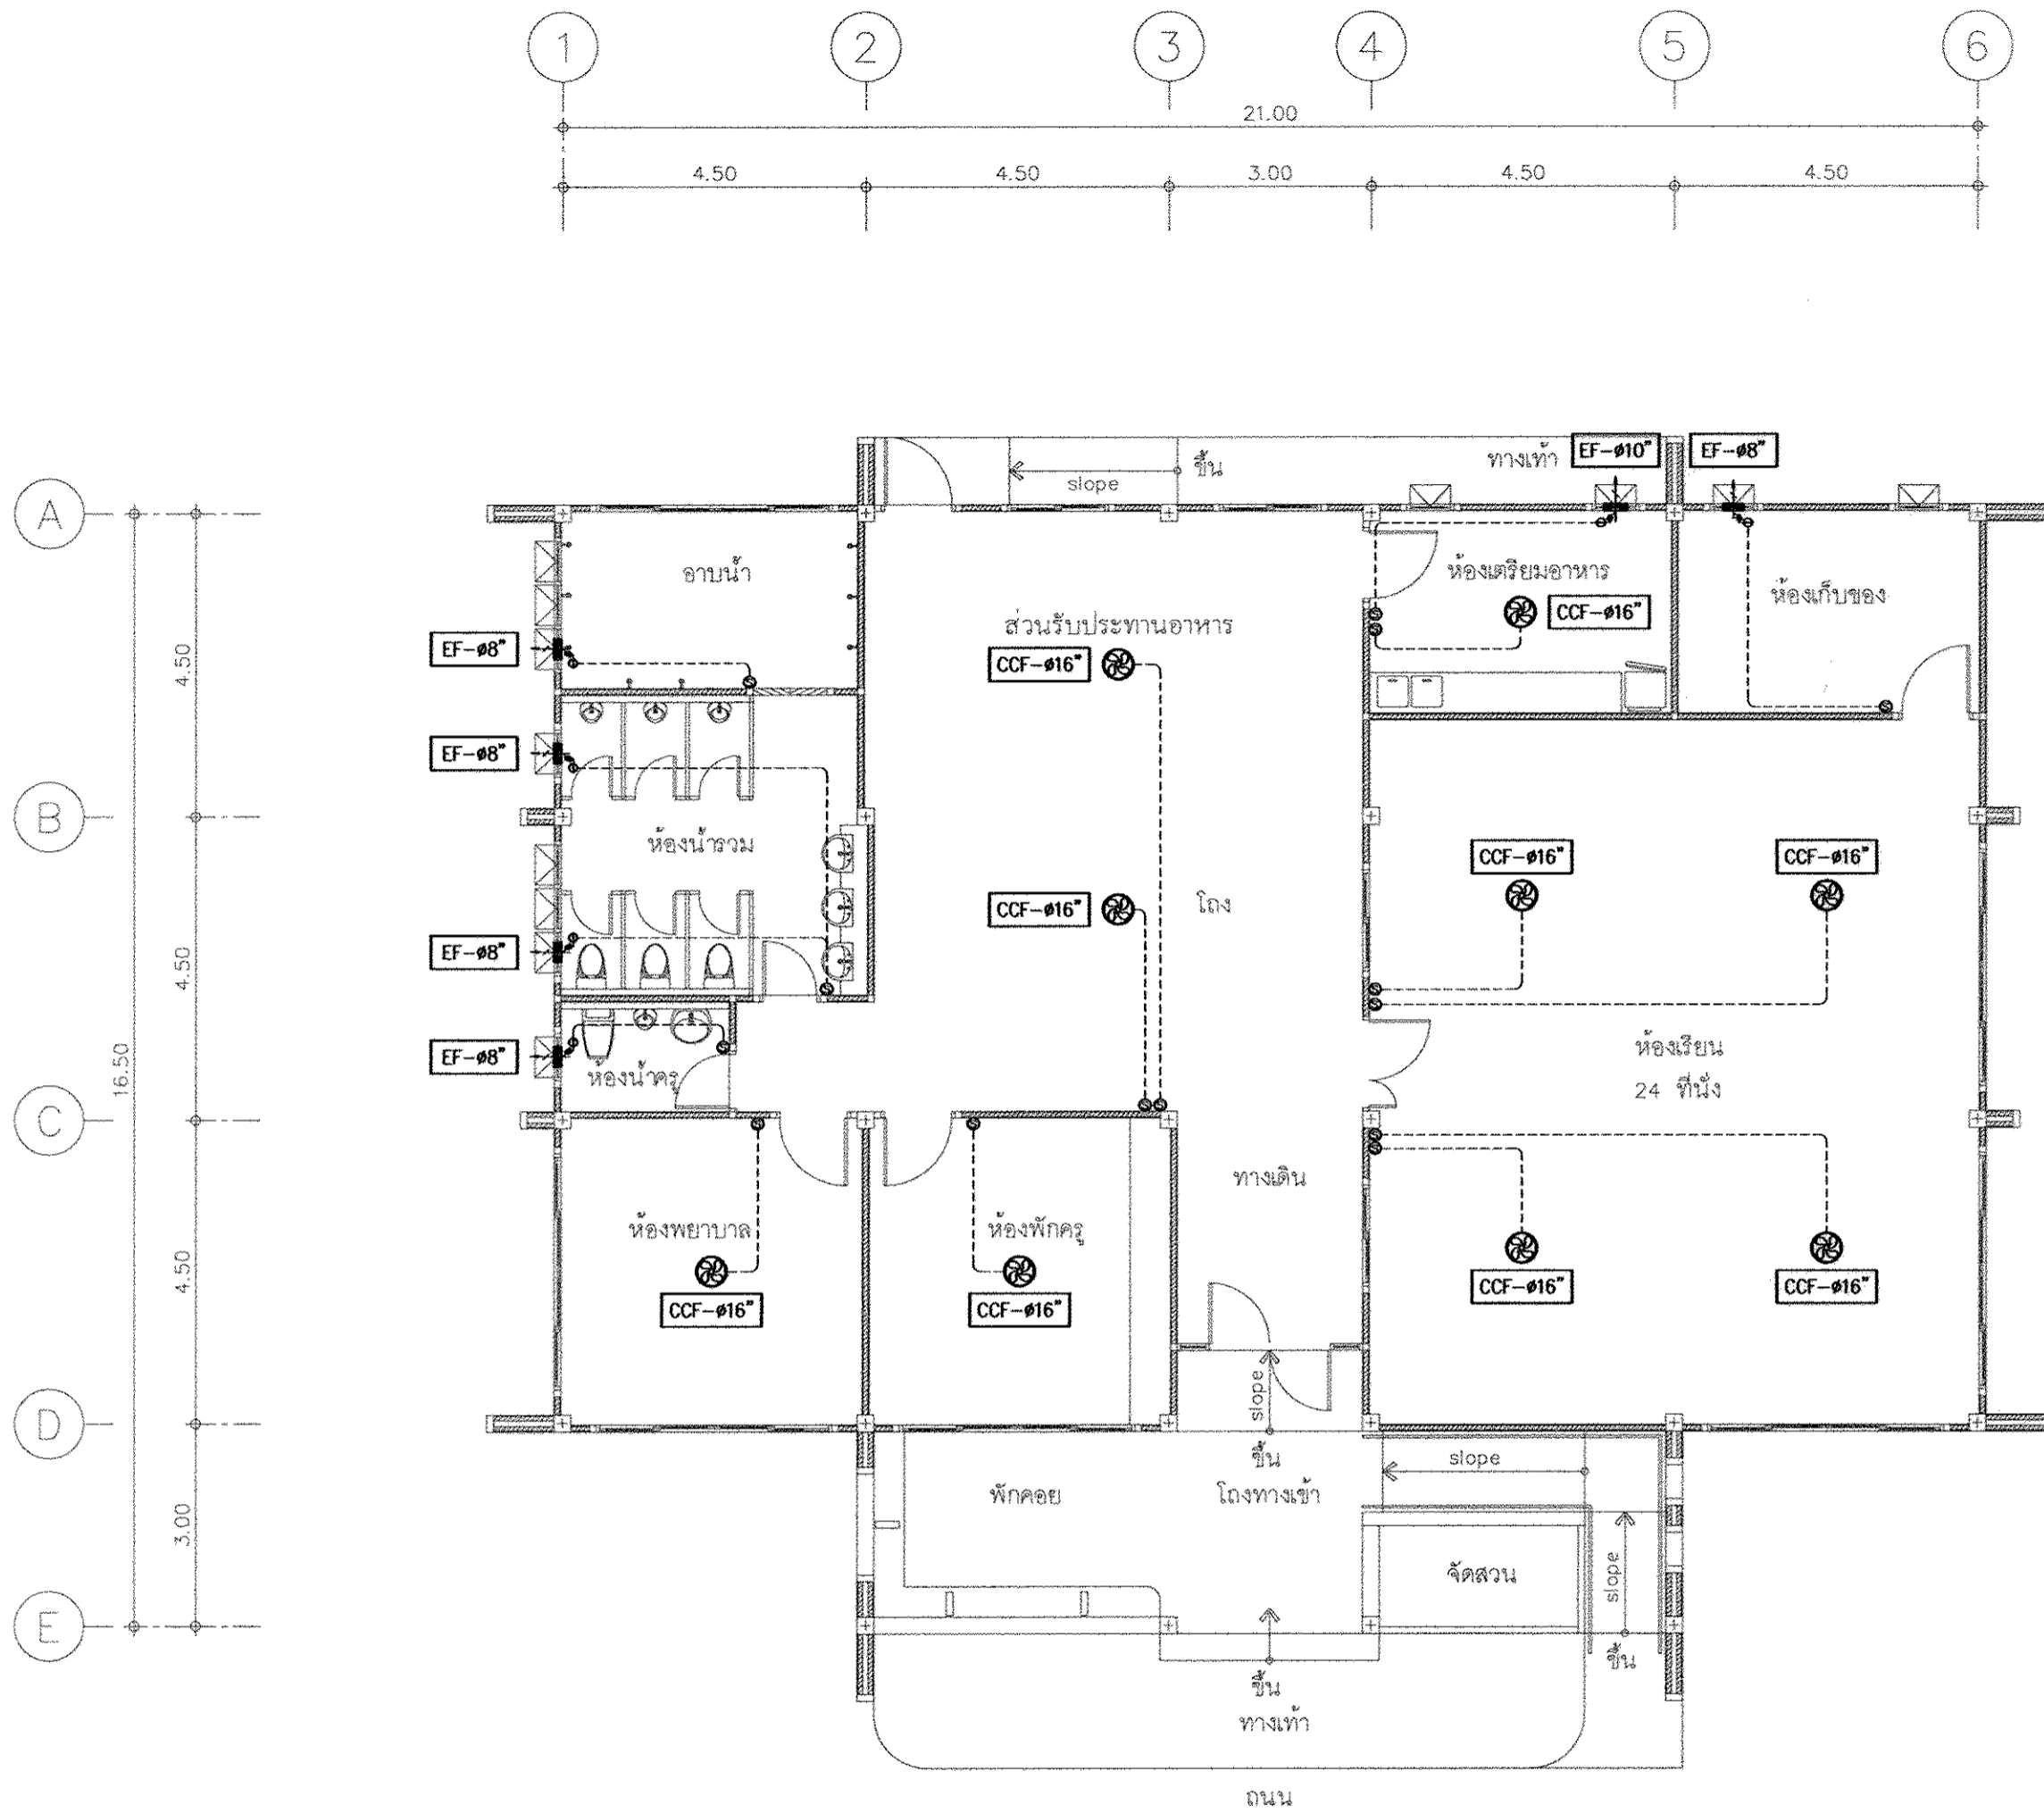 1 2 3 4 5 6
21.00
4.50 4.50 3.00 4.50 4.50
A
B
C
D
E
16.50
4.50
4.50
4.50
3.00
slope
ขึ้น
ทางเท้า
EF-ø10"
EF-ø8"
อาบน้ำ
ห้องเตรียมอาหาร
CCF-ø16"
ห้องเก็บของ
ส่วนรับประทานอาหาร
CCF-ø16"
EF-ø8"
EF-ø8"
ห้องน้ำรวม
CCF-ø16"
CCF-ø16"
CCF-ø16"
โถง
EF-ø8"
EF-ø8"
ห้องน้ำครู
ห้องเรียน
24 ที่นั่ง
ทางเดิน
ห้องพยาบาล
ห้องพักครู
CCF-ø16"
CCF-ø16"
CCF-ø16"
CCF-ø16"
slope
ขึ้น
slope
พักคอย
โถงทางเข้า
จัดสวน
slope
ขึ้น
ขึ้น
ทางเท้า
ถนน